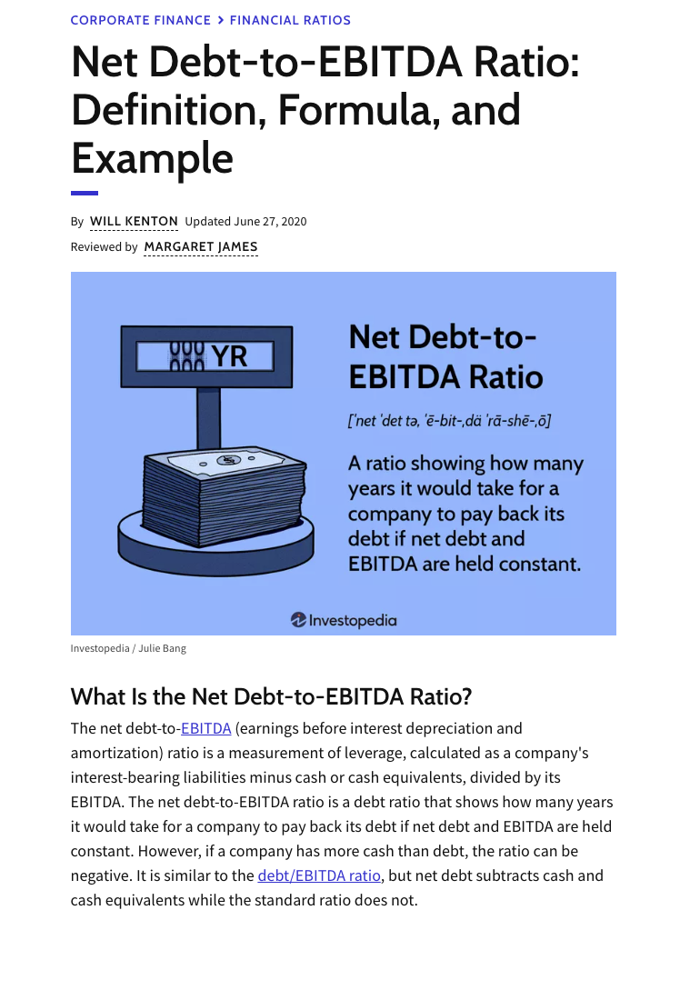 CORPORATE FINANCE > FINANCIAL RATIOS
Net Debt-to-EBITDA Ratio:
Definition, Formula, and
Example
By WILL KENTON Updated June 27, 2020
Reviewed by MARGARET JAMES
YR
Net Debt-to-
EBITDA Ratio
['net 'det tə, 'ē-bit-,dä 'rā-shē-,ō]
A ratio showing how many
years it would take for a
company to pay back its
debt if net debt and
EBITDA are held constant.
Investopedia
Investopedia / Julie Bang
What Is the Net Debt-to-EBITDA Ratio?
The net debt-to-EBITDA (earnings before interest depreciation and
amortization) ratio is a measurement of leverage, calculated as a company's
interest-bearing liabilities minus cash or cash equivalents, divided by its
EBITDA. The net debt-to-EBITDA ratio is a debt ratio that shows how many years
it would take for a company to pay back its debt if net debt and EBITDA are held
constant. However, if a company has more cash than debt, the ratio can be
negative. It is similar to the debt/EBITDA ratio, but net debt subtracts cash and
cash equivalents while the standard ratio does not.